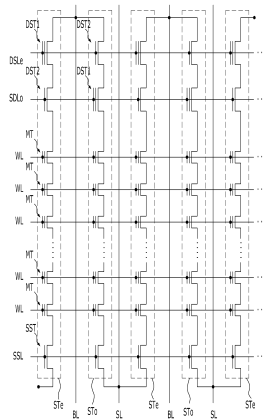 DST1 DST2
DSLe
DST2 DST1
SDLo
MT
WL
MT
WL
MT
WL
MT
WL
MT
WL
SST
SSL
STe STo STe STo STe
BL SL BL SL